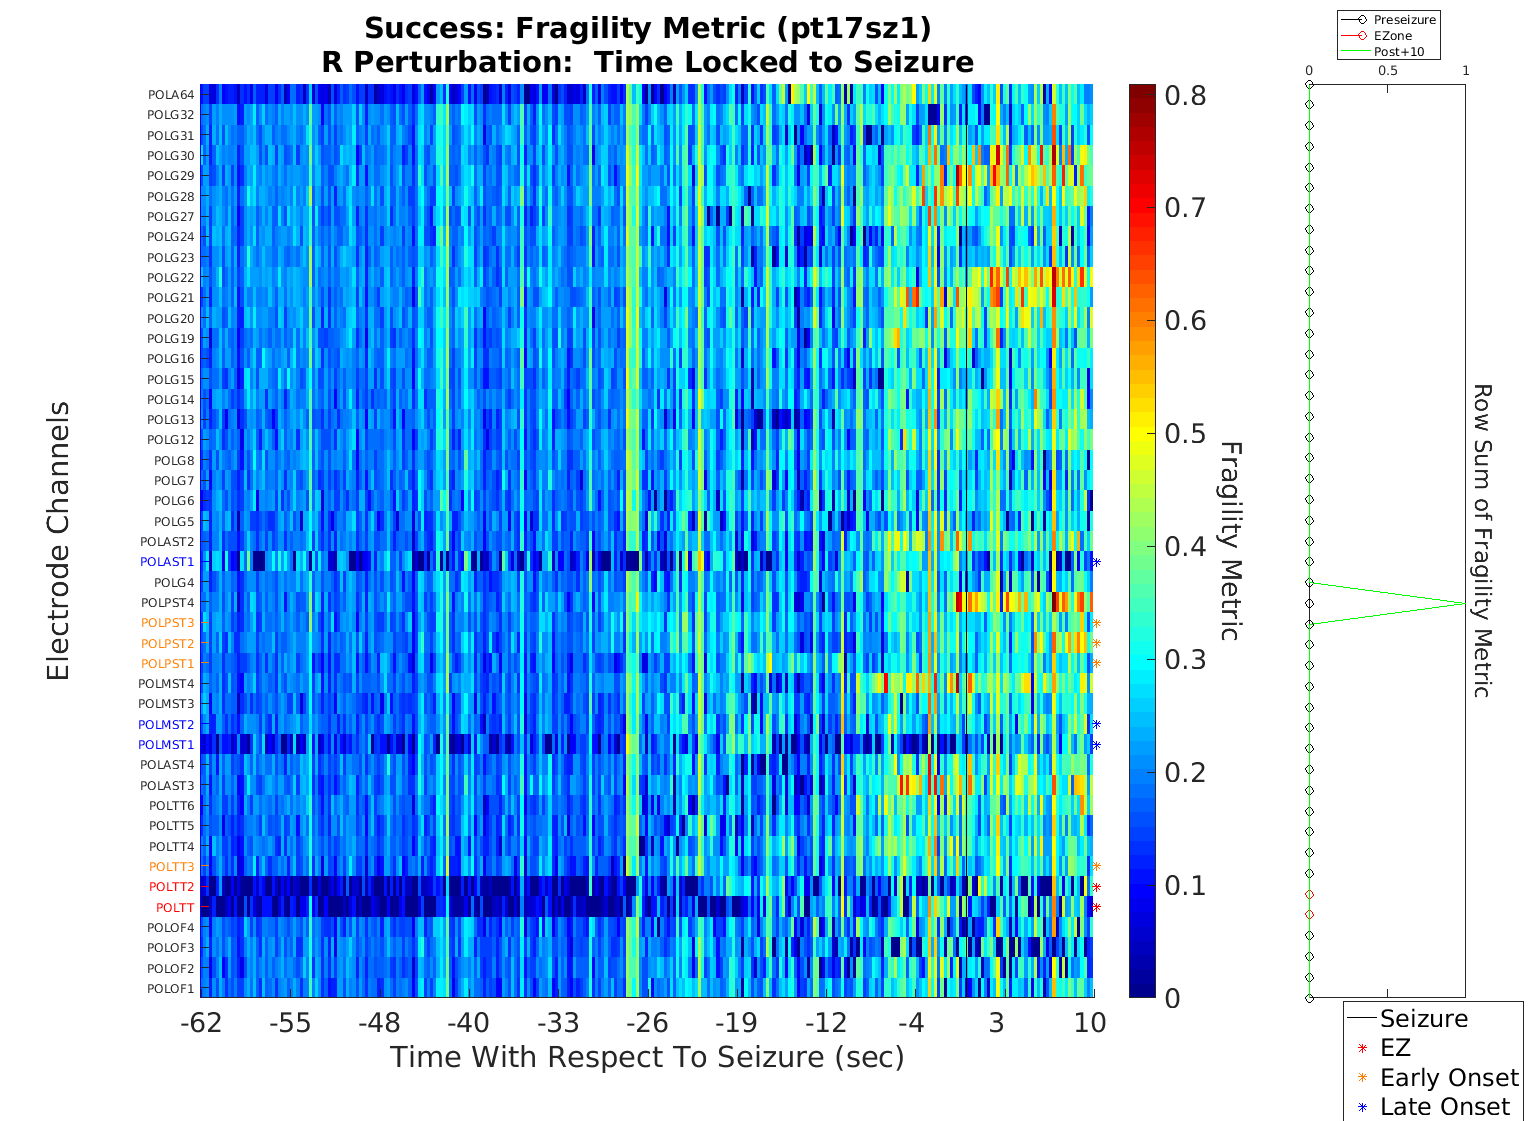 Success: Fragility Metric (pt17sz1)
R Perturbation:  Time Locked to Seizure
Electrode Channels
POLA64
POLG32
POLG31
POLG30
POLG29
POLG28
POLG27
POLG24
POLG23
POLG22
POLG21
POLG20
POLG19
POLG16
POLG15
POLG14
POLG13
POLG12
POLG8
POLG7
POLG6
POLG5
POLAST2
POLAST1
POLG4
POLPST4
POLPST3
POLPST2
POLPST1
POLMST4
POLMST3
POLMST2
POLMST1
POLAST4
POLAST3
POLTT6
POLTT5
POLTT4
POLTT3
POLTT2
POLTT
POLOF4
POLOF3
POLOF2
POLOF1
-62 -55 -48 -40 -33 -26 -19 -12 -4 3 10
Time With Respect To Seizure (sec)
0.8
0.7
0.6
0.5
0.4
0.3
0.2
0.1
0
Fragility Metric
Preseizure
EZone
Post+10
0 0.5 1
Row Sum of Fragility Metric
Seizure
EZ
Early Onset
Late Onset